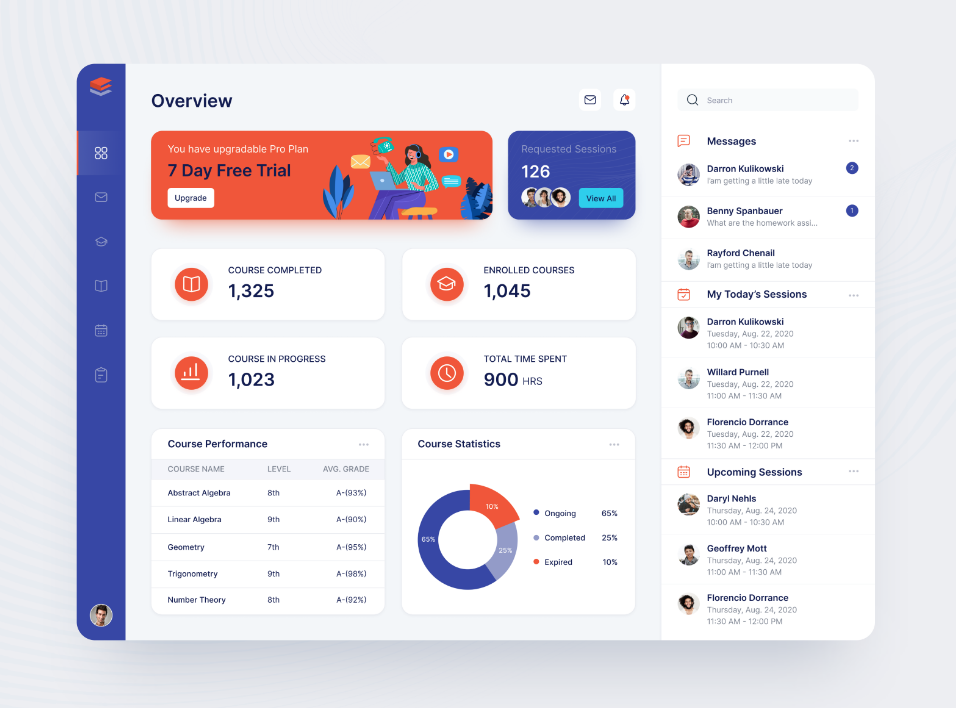 Overview
You have upgradable Pro Plan
7 Day Free Trial
Upgrade
Requested Sessions
126
View All
COURSE COMPLETED
1,325
ENROLLED COURSES
1,045
COURSE IN PROGRESS
1,023
TOTAL TIME SPENT
900 HRS
Course Performance
COURSE NAME LEVEL AVG. GRADE
Abstract Algebra 8th A-(93%)
Linear Algebra 9th A-(90%)
Geometry 7th A-(95%)
Trigonometry 9th A-(98%)
Number Theory 8th A-(92%)
Course Statistics
10%
65%
25%
Ongoing 65%
Completed 25%
Expired 10%
Search
Messages
Darron Kulikowski 2
I'am getting a little late today
Benny Spanbauer 1
What are the homework assi...
Rayford Chenail
I'am getting a little late today
My Today's Sessions
Darron Kulikowski
Tuesday, Aug. 22, 2020
10:00 AM - 10:30 AM
Willard Purnell
Tuesday, Aug. 22, 2020
11:00 AM - 11:30 AM
Florencio Dorrance
Tuesday, Aug. 22, 2020
11:30 AM - 12:00 PM
Upcoming Sessions
Daryl Nehls
Thursday, Aug. 24, 2020
10:00 AM - 10:30 AM
Geoffrey Mott
Thursday, Aug. 24, 2020
11:00 AM - 11:30 AM
Florencio Dorrance
Thursday, Aug. 24, 2020
11:30 AM - 12:00 PM